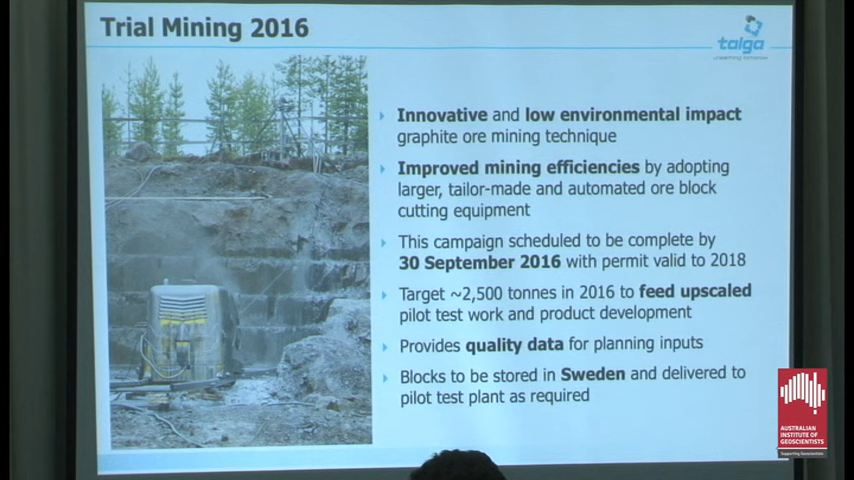 Trial Mining 2016
talga
Innovative and low environmental impact
graphite ore mining technique
Improved mining efficiencies by adopting
larger, tailor-made and automated ore block
cutting equipment
This campaign scheduled to be complete by
30 September 2016 with permit valid to 2018
Target ~2,500 tonnes in 2016 to feed upscaled
pilot test work and product development
Provides quality data for planning inputs
Blocks to be stored in Sweden and delivered to
pilot test plant as required
AUSTRALIAN
INSTITUTE OF
GEOSCIENTISTS
Supporting Geoscientists